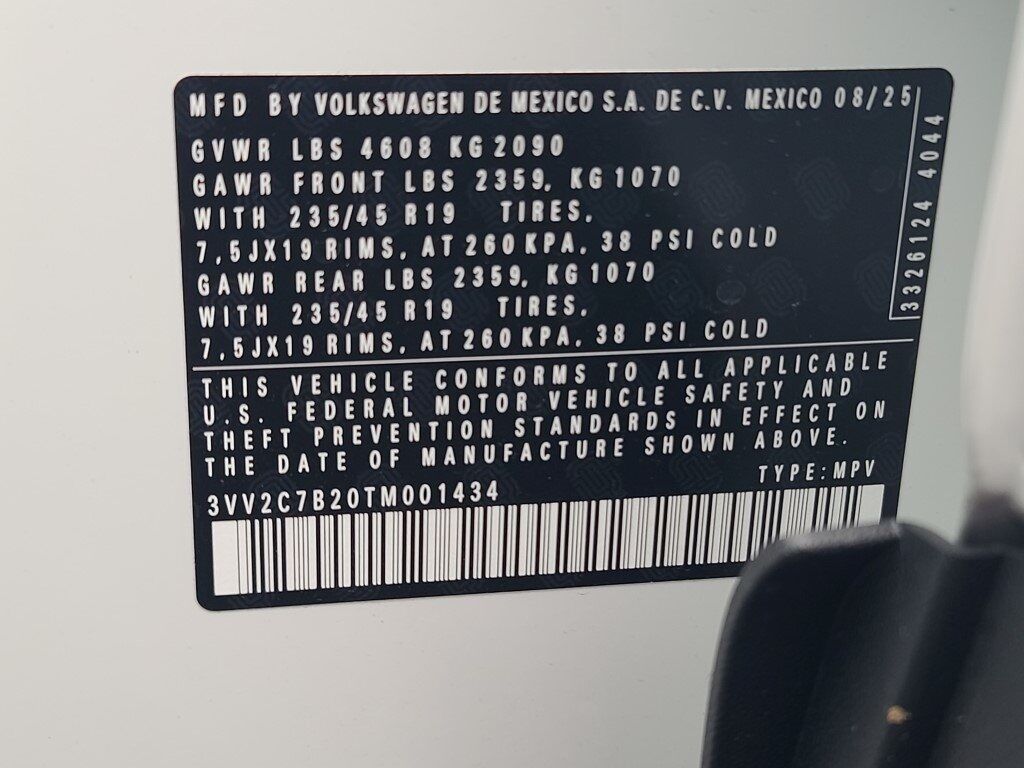 MFD BY VOLKSWAGEN DE MEXICO S.A. DE C.V. MEXICO 08/25
GVWR LBS 4608 KG 2090
GAWR FRONT LBS 2359, KG 1070
WITH 235/45 R19 TIRES,
7,5JX19 RIMS, AT 260 KPA, 38 PSI COLD
GAWR REAR LBS 2359, KG 1070
WITH 235/45 R19 TIRES,
7,5JX19 RIMS, AT 260 KPA, 38 PSI COLD
3326124 4044
THIS VEHICLE CONFORMS TO ALL APPLICABLE
U.S. FEDERAL MOTOR VEHICLE SAFETY AND
THEFT PREVENTION STANDARDS IN EFFECT ON
THE DATE OF MANUFACTURE SHOWN ABOVE.
TYPE:MPV
3VV2C7B20TM001434